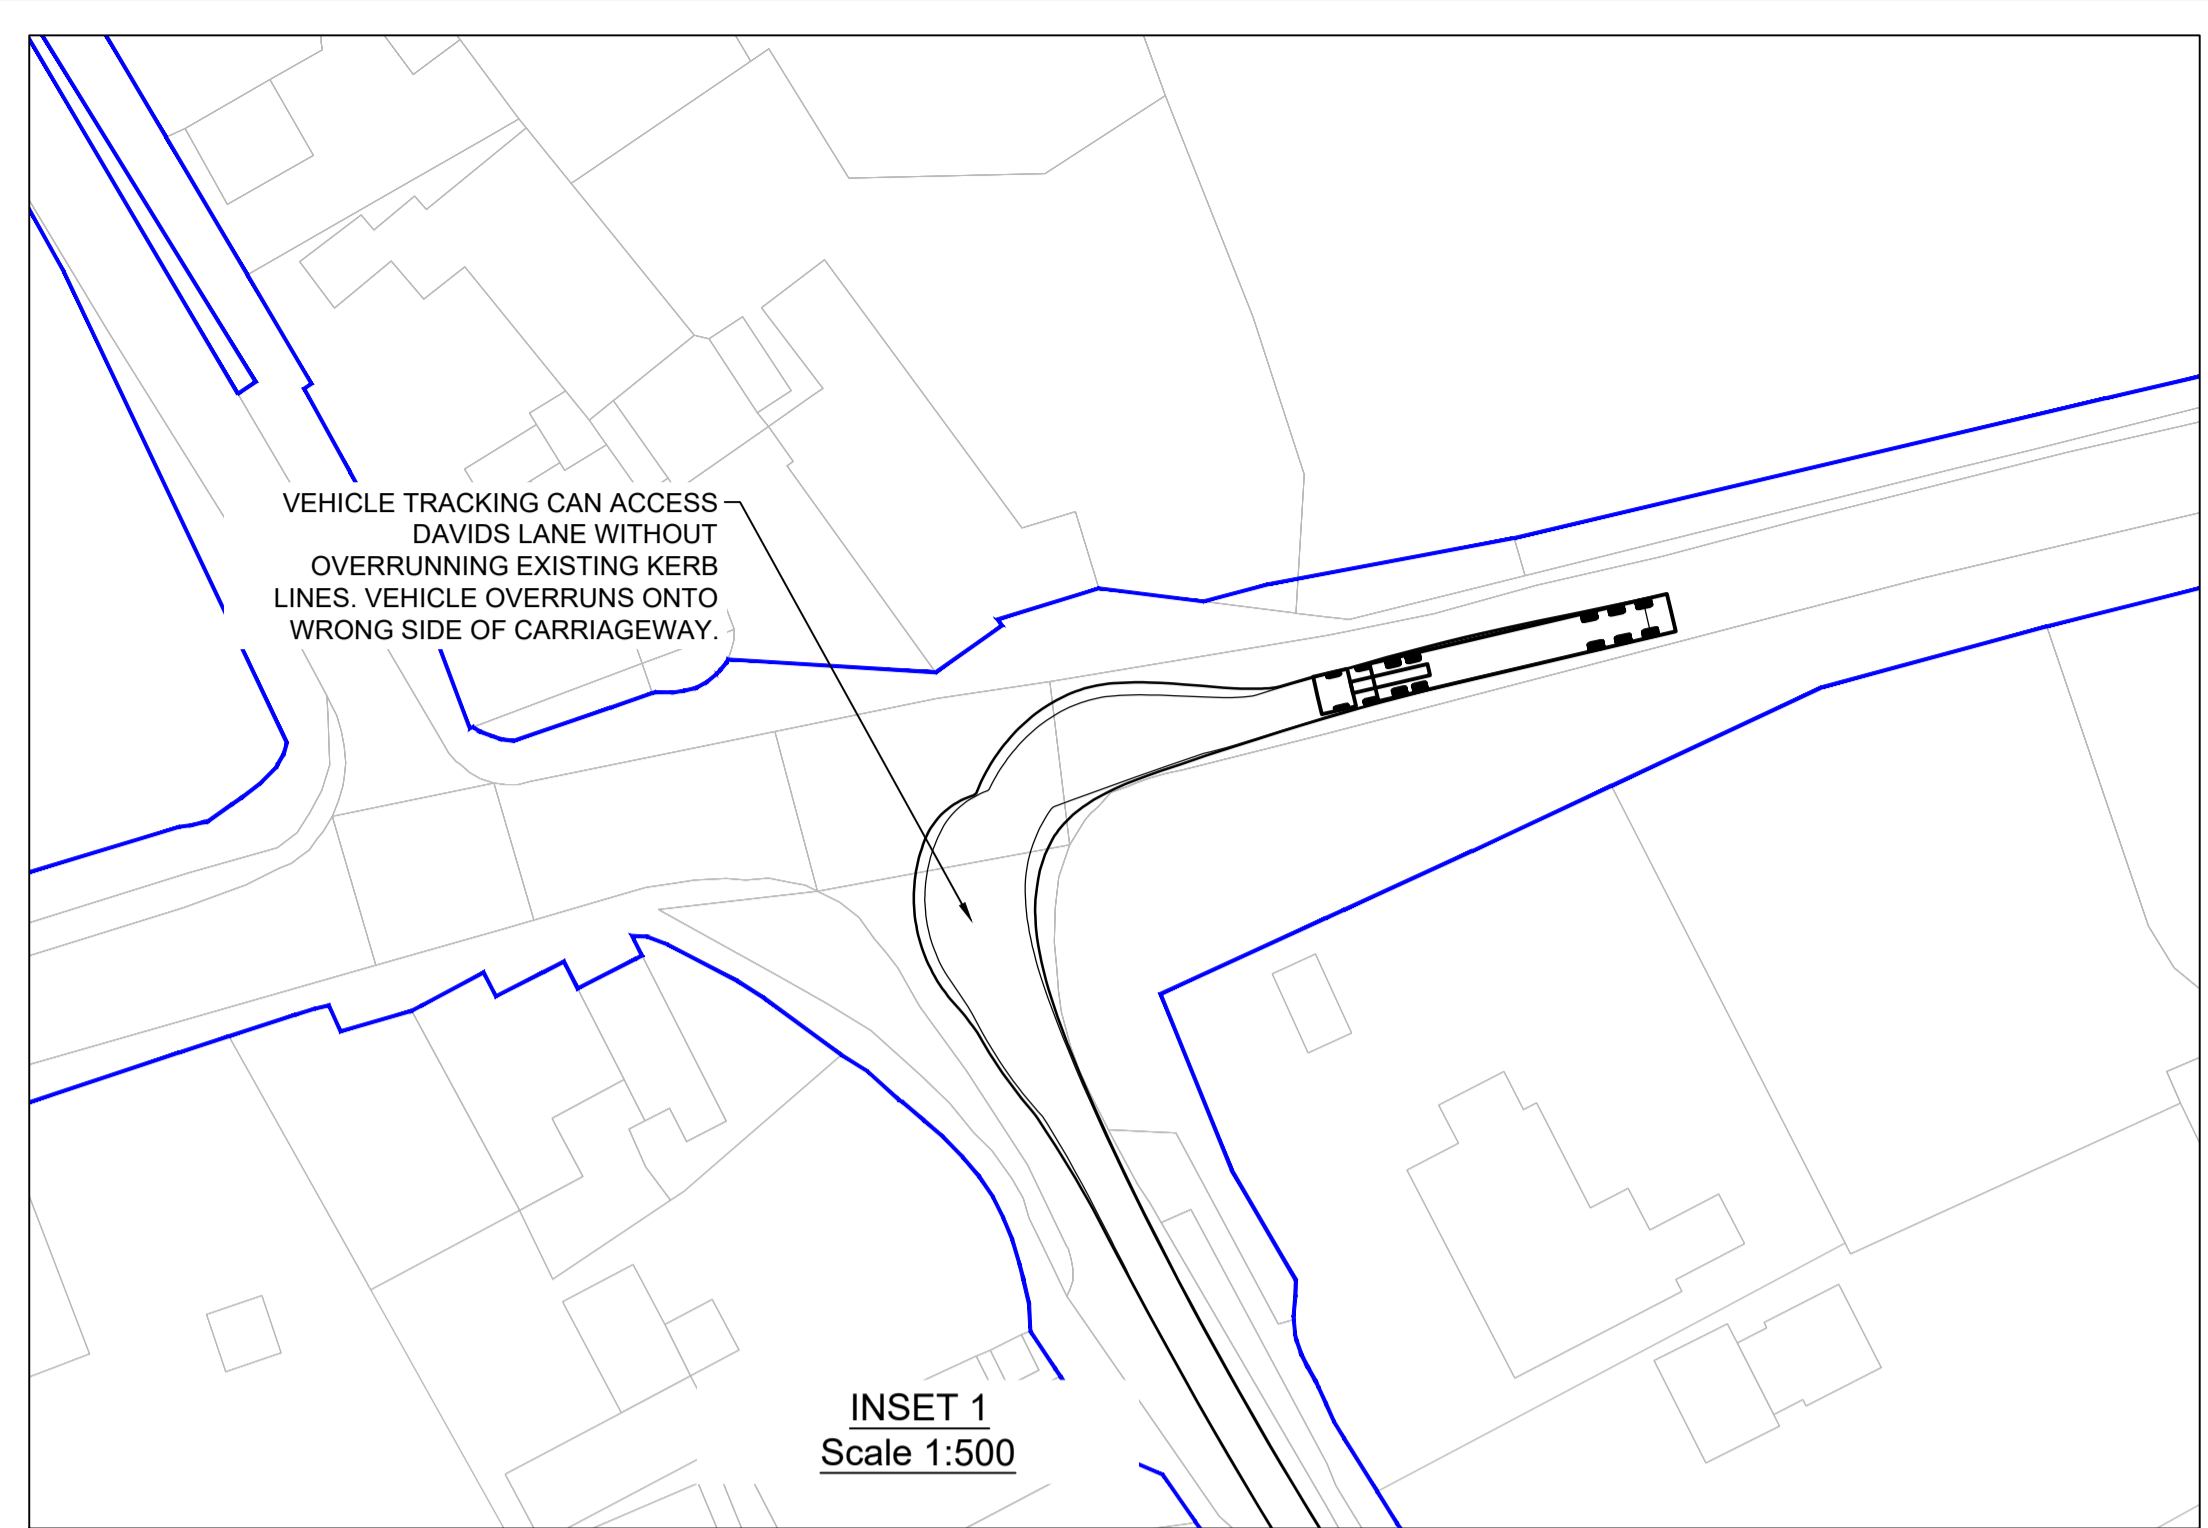 VEHICLE TRACKING CAN ACCESS
DAVIDS LANE WITHOUT
OVERRUNNING EXISTING KERB
LINES. VEHICLE OVERRUNS ONTO
WRONG SIDE OF CARRIAGEWAY.
INSET 1
Scale 1:500